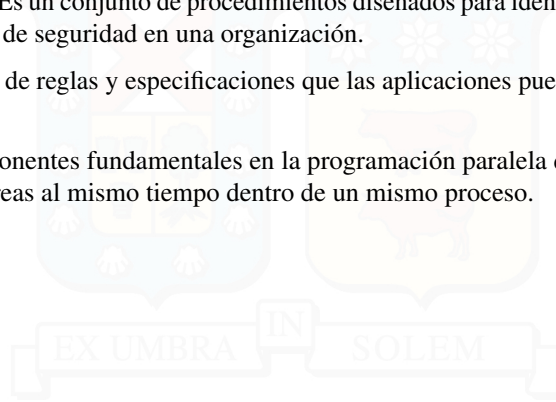 Es un conjunto de procedimientos diseñados para iden
de seguridad en una organización.
de reglas y especificaciones que las aplicaciones pue
onentes fundamentales en la programación paralela
reas al mismo tiempo dentro de un mismo proceso.
EX UMBRA IN SOLEM